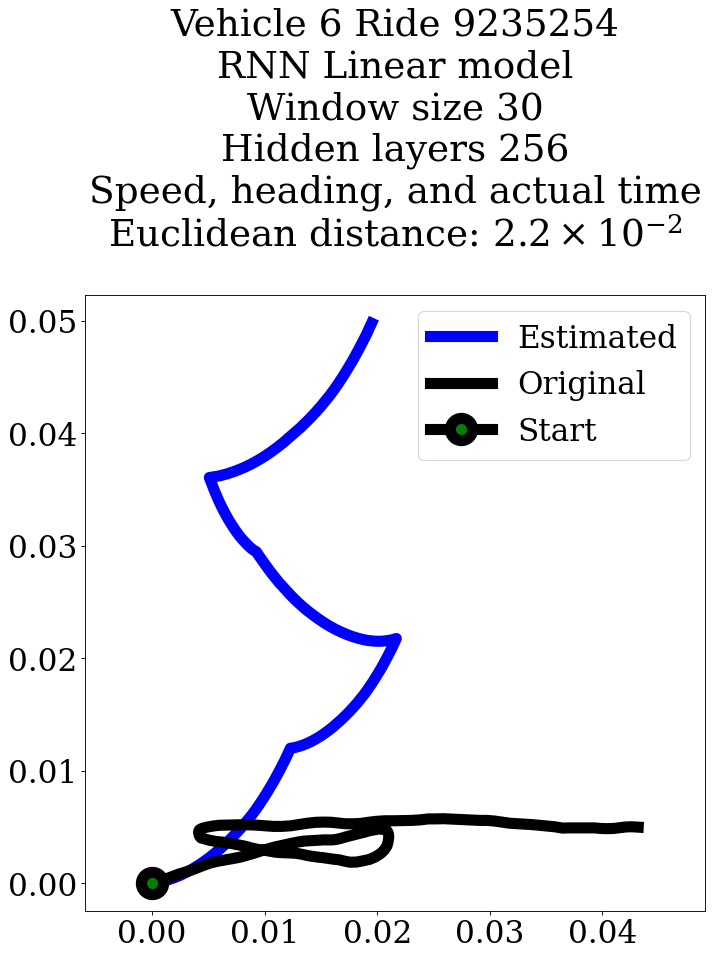 Vehicle 6 Ride 9235254
RNN Linear model
Window size 30
Hidden layers 256
Speed, heading, and actual time
Euclidean distance: 2.2 × 10⁻²
Estimated
Original
Start
0.05
0.04
0.03
0.02
0.01
0.00
0.00 0.01 0.02 0.03 0.04